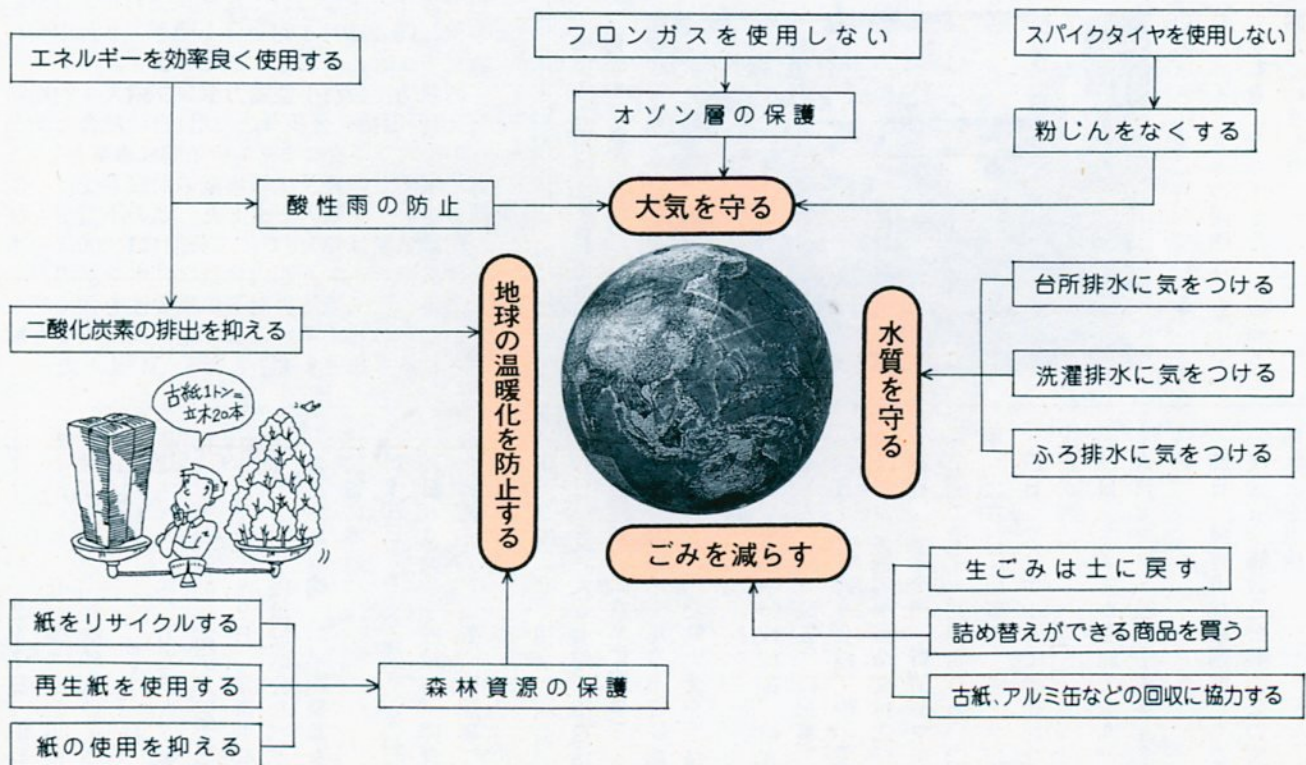 エネルギーを効率良く使用する
フロンガスを使用しない
スパイクタイヤを使用しない
オゾン層の保護
粉じんをなくする
酸性雨の防止
大気を守る
二酸化炭素の排出を抑える
地球の温暖化を防止する
水質を守る
台所排水に気をつける
洗濯排水に気をつける
ふろ排水に気をつける
古紙1トン=
立木20本
ごみを減らす
生ごみは土に戻す
詰め替えができる商品を買う
古紙、アルミ缶などの回収に協力する
紙をリサイクルする
再生紙を使用する
紙の使用を抑える
森林資源の保護